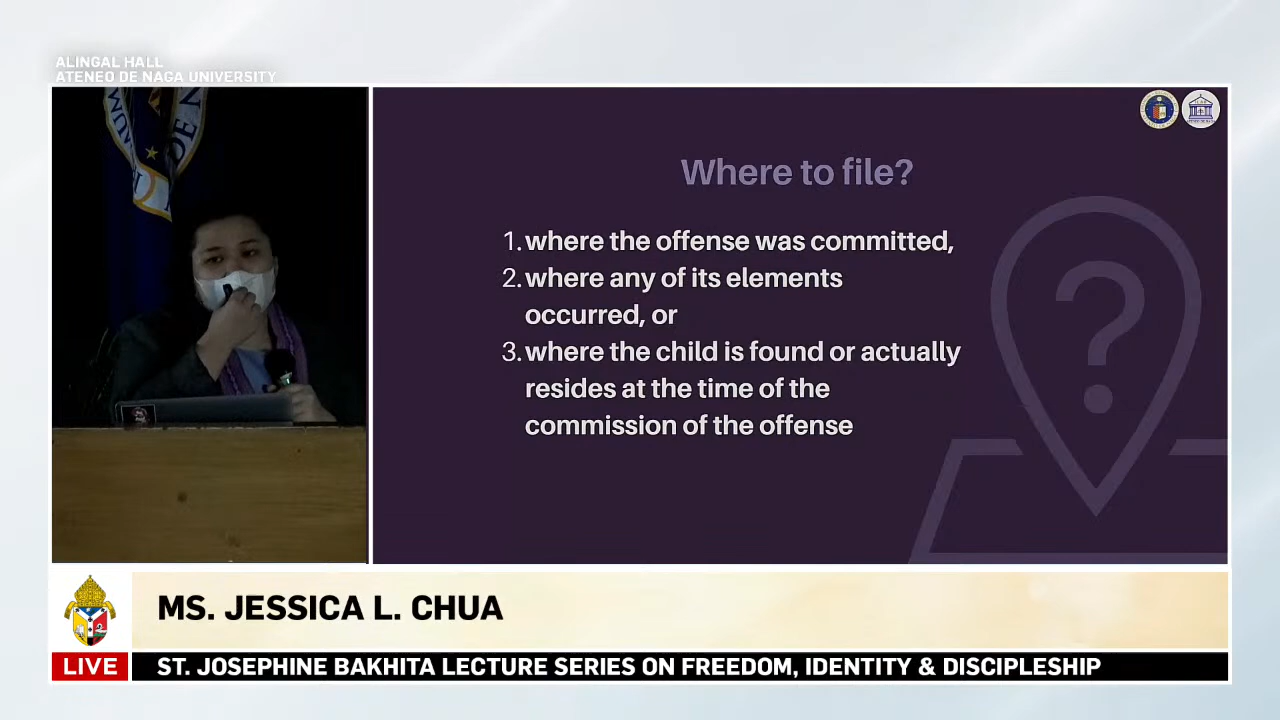 ALINGAL HALL
ATENEO DE NAGA UNIVERSITY
Where to file?
1. where the offense was committed,
2. where any of its elements
occurred, or
3. where the child is found or actually
resides at the time of the
commission of the offense
MS. JESSICA L. CHUA
LIVE
ST. JOSEPHINE BAKHITA LECTURE SERIES ON FREEDOM, IDENTITY & DISCIPLESHIP